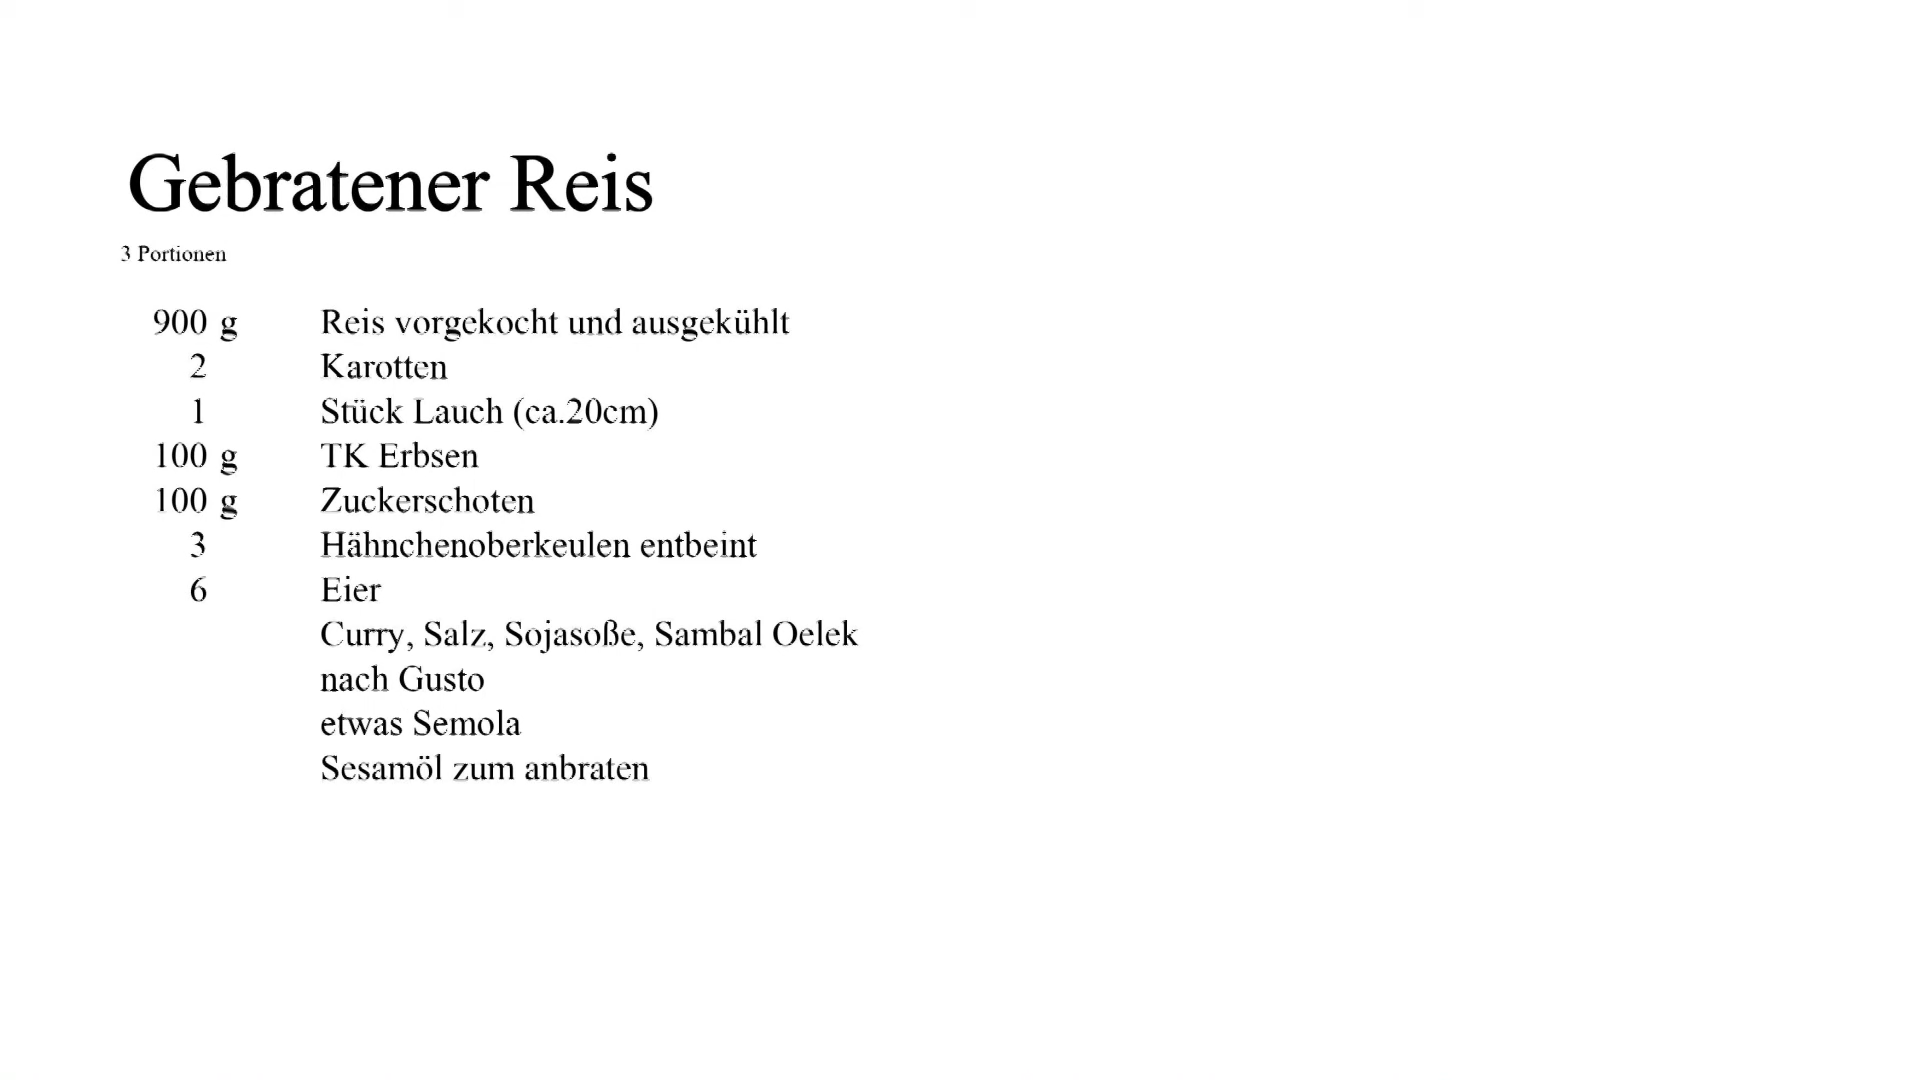 Gebratener Reis
3 Portionen
900 g Reis vorgekocht und ausgekühlt
2 Karotten
1 Stück Lauch (ca.20cm)
100 g TK Erbsen
100 g Zuckerschoten
3 Hähnchenoberkeulen entbeint
6 Eier
Curry, Salz, Sojasoße, Sambal Oelek
nach Gusto
etwas Semola
Sesamöl zum anbraten